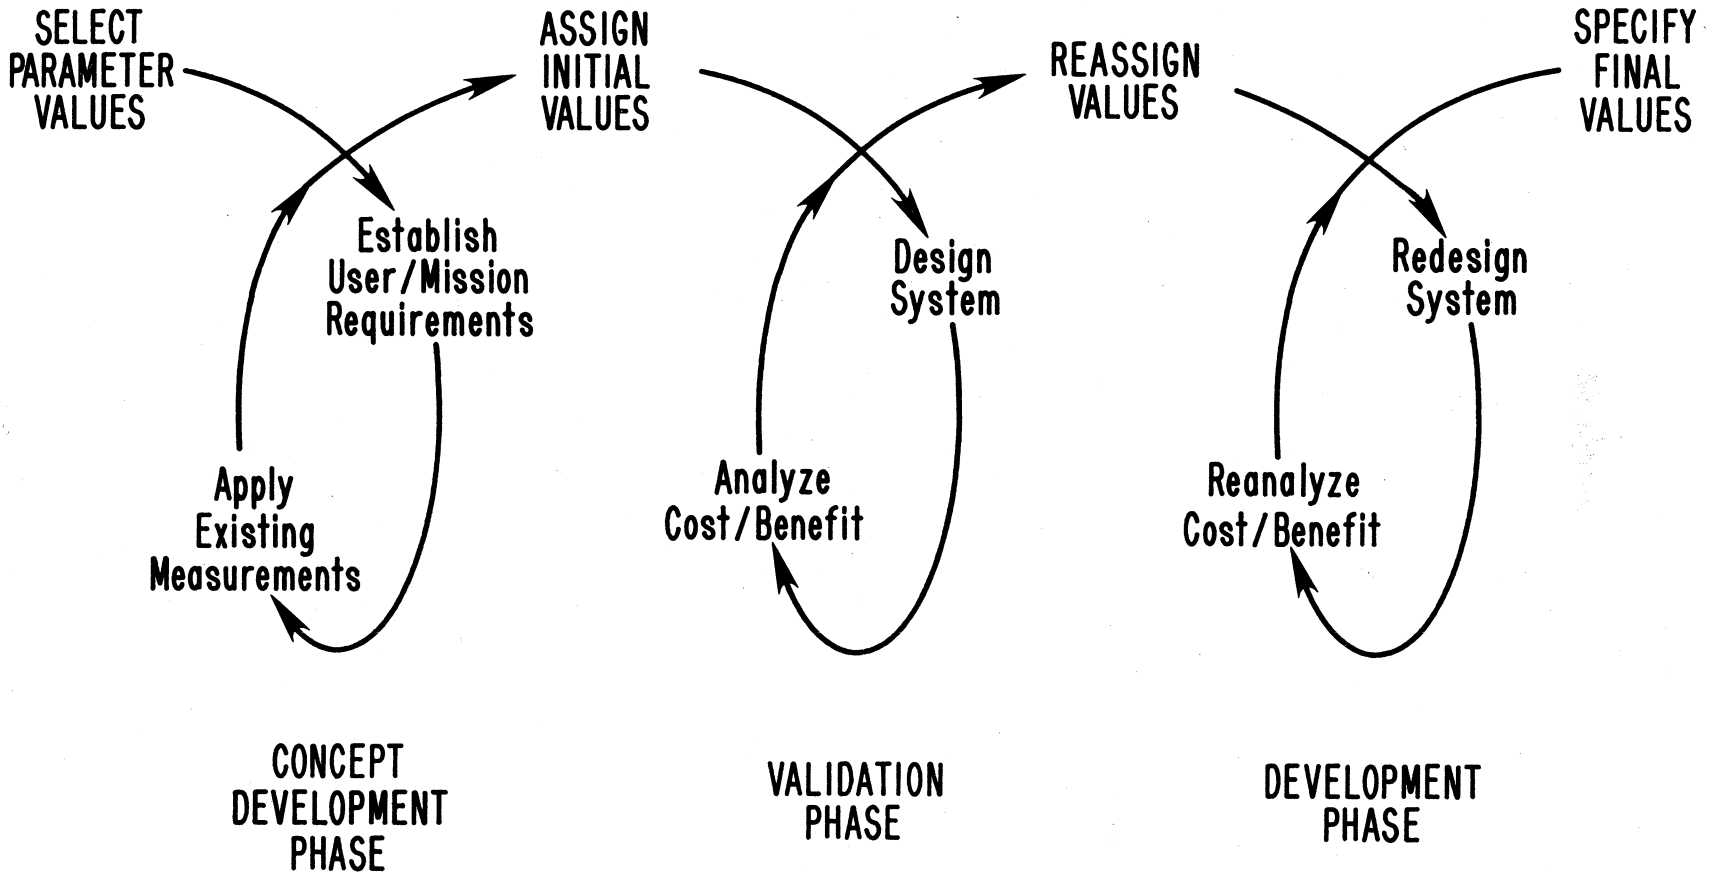 SELECT
PARAMETER
VALUES
ASSIGN
INITIAL
VALUES
REASSIGN
VALUES
SPECIFY
FINAL
VALUES
Establish
User/Mission
Requirements
Design
System
Redesign
System
Apply
Existing
Measurements
Analyze
Cost/Benefit
Reanalyze
Cost/Benefit
CONCEPT
DEVELOPMENT
PHASE
VALIDATION
PHASE
DEVELOPMENT
PHASE